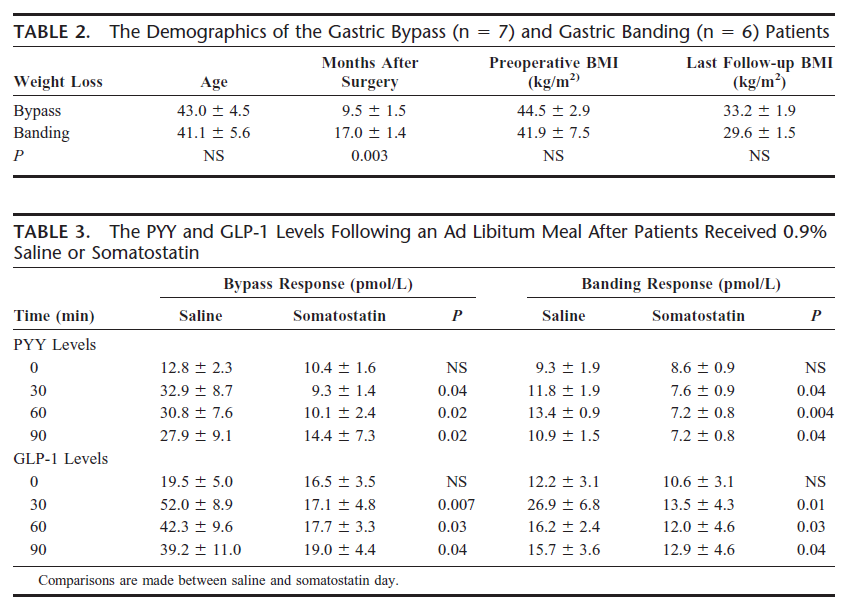 TABLE 2. The Demographics of the Gastric Bypass (n = 7) and Gastric Banding (n = 6) Patients
Months After Preoperative BMI Last Follow-up BMI
Weight Loss Age Surgery (kg/m²) (kg/m²)
Bypass 43.0 ± 4.5 9.5 ± 1.5 44.5 ± 2.9 33.2 ± 1.9
Banding 41.1 ± 5.6 17.0 ± 1.4 41.9 ± 7.5 29.6 ± 1.5
P NS 0.003 NS NS
TABLE 3. The PYY and GLP-1 Levels Following an Ad Libitum Meal After Patients Received 0.9%
Saline or Somatostatin
Bypass Response (pmol/L) Banding Response (pmol/L)
Time (min) Saline Somatostatin P Saline Somatostatin P
PYY Levels
0 12.8 ± 2.3 10.4 ± 1.6 NS 9.3 ± 1.9 8.6 ± 0.9 NS
30 32.9 ± 8.7 9.3 ± 1.4 0.04 11.8 ± 1.9 7.6 ± 0.9 0.04
60 30.8 ± 7.6 10.1 ± 2.4 0.02 13.4 ± 0.9 7.2 ± 0.8 0.004
90 27.9 ± 9.1 14.4 ± 7.3 0.02 10.9 ± 1.5 7.2 ± 0.8 0.04
GLP-1 Levels
0 19.5 ± 5.0 16.5 ± 3.5 NS 12.2 ± 3.1 10.6 ± 3.1 NS
30 52.0 ± 8.9 17.1 ± 4.8 0.007 26.9 ± 6.8 13.5 ± 4.3 0.01
60 42.3 ± 9.6 17.7 ± 3.3 0.03 16.2 ± 2.4 12.0 ± 4.6 0.03
90 39.2 ± 11.0 19.0 ± 4.4 0.04 15.7 ± 3.6 12.9 ± 4.6 0.04
Comparisons are made between saline and somatostatin day.